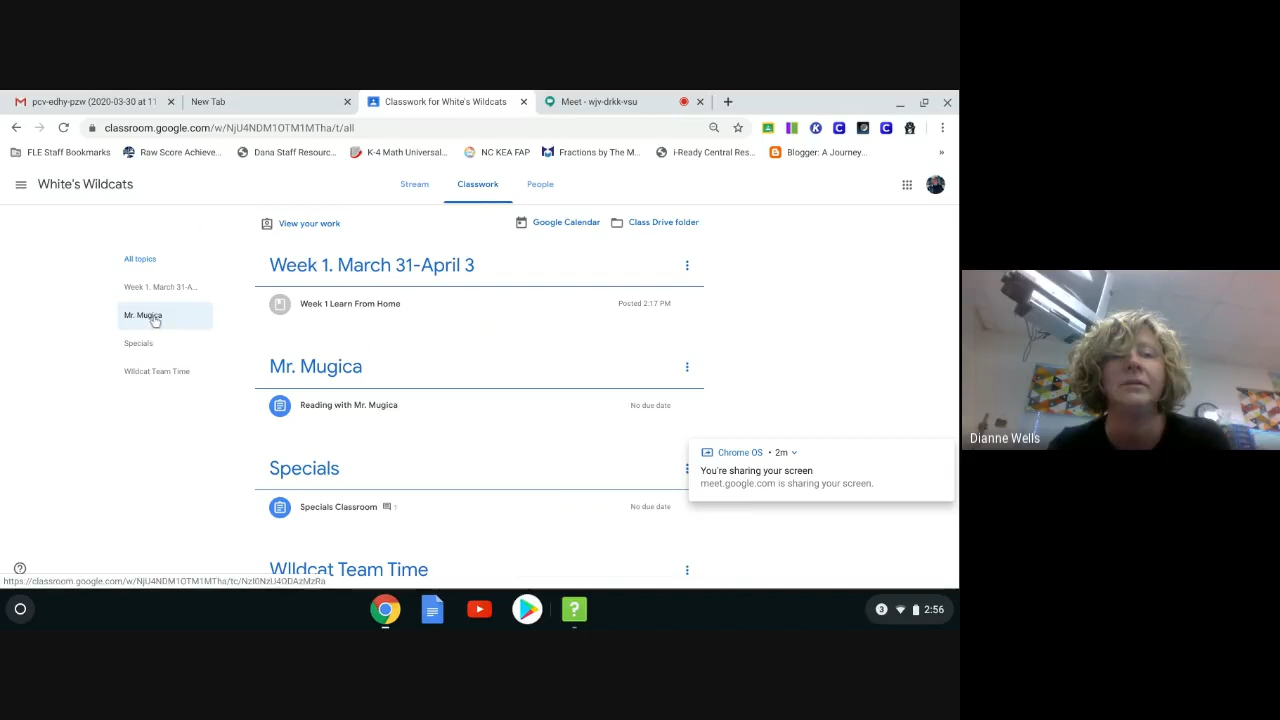 pcv-edhy-pzw (2020-03-30 at 11
New Tab
Classwork for White's Wildcats
Meet - wjv-drkk-vsu
classroom.google.com/w/NjU4NDM1OTM1MTha/t/all
FLE Staff Bookmarks
Raw Score Achieve...
Dana Staff Resourc...
K-4 Math Universal...
NC KEA FAP
Fractions by The M...
i-Ready Central Res...
Blogger: A Journey...
»
White's Wildcats
Stream
Classwork
People
View your work
Google Calendar
Class Drive folder
All topics
Week 1. March 31-A...
Mr. Mugica
Specials
Wildcat Team Time
Week 1. March 31-April 3
Week 1 Learn From Home
Posted 2:17 PM
Mr. Mugica
Reading with Mr. Mugica
No due date
Specials
Specials Classroom
1
No due date
WIldcat Team Time
Chrome OS • 2m
You're sharing your screen
meet.google.com is sharing your screen.
Dianne Wells
3
2:56